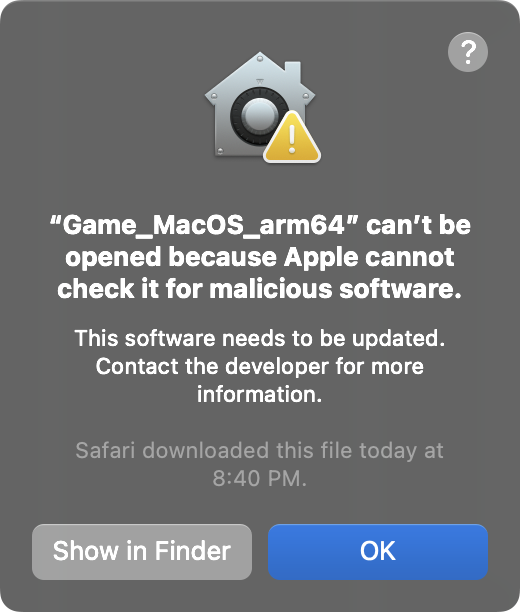 ?
“Game_MacOS_arm64” can’t be
opened because Apple cannot
check it for malicious software.
This software needs to be updated.
Contact the developer for more
information.
Safari downloaded this file today at
8:40 PM.
Show in Finder
OK